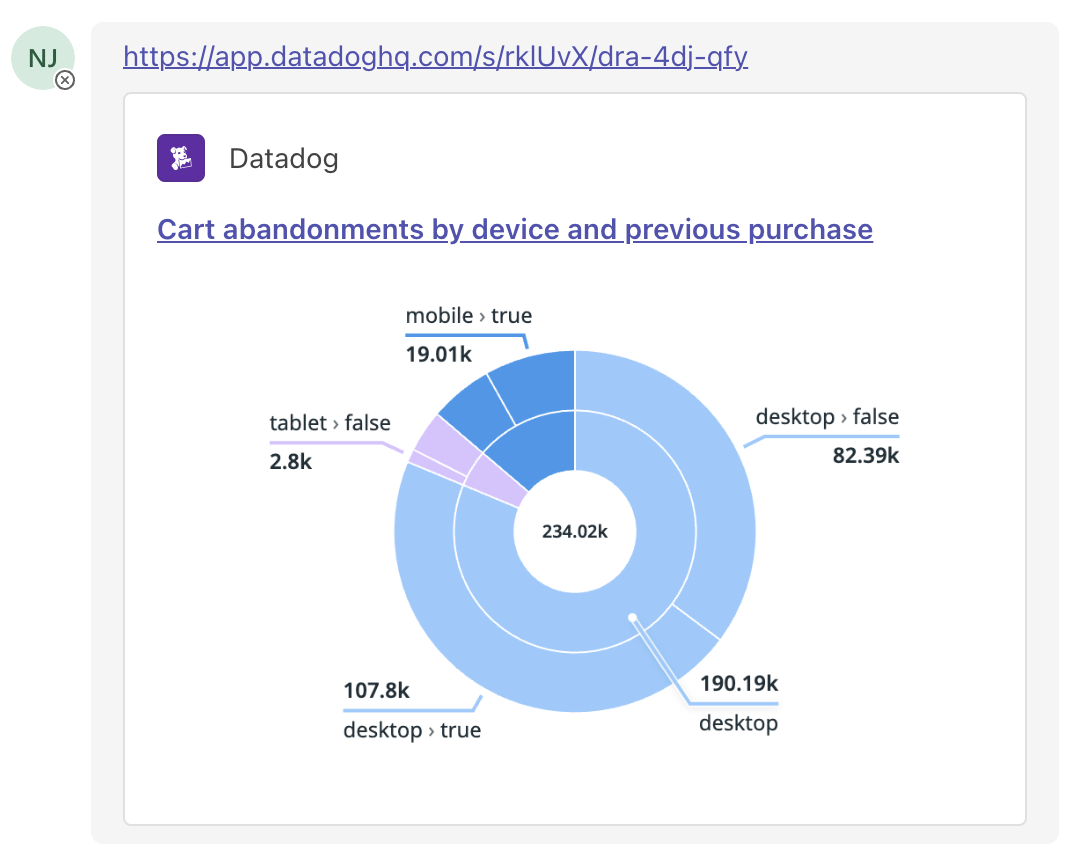 NJ
https://app.datadoghq.com/s/rklUvX/dra-4dj-qfy
Datadog
Cart abandonments by device and previous purchase
mobile › true
19.01k
tablet › false
2.8k
desktop › false
82.39k
234.02k
107.8k
desktop › true
190.19k
desktop